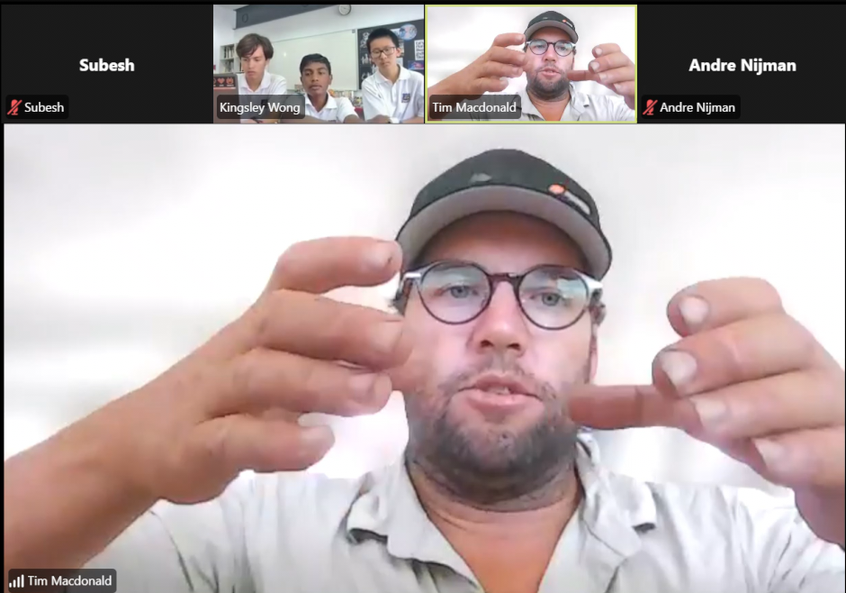 Subesh
Subesh
Kingsley Wong
Tim Macdonald
Andre Nijman
Andre Nijman
Tim Macdonald